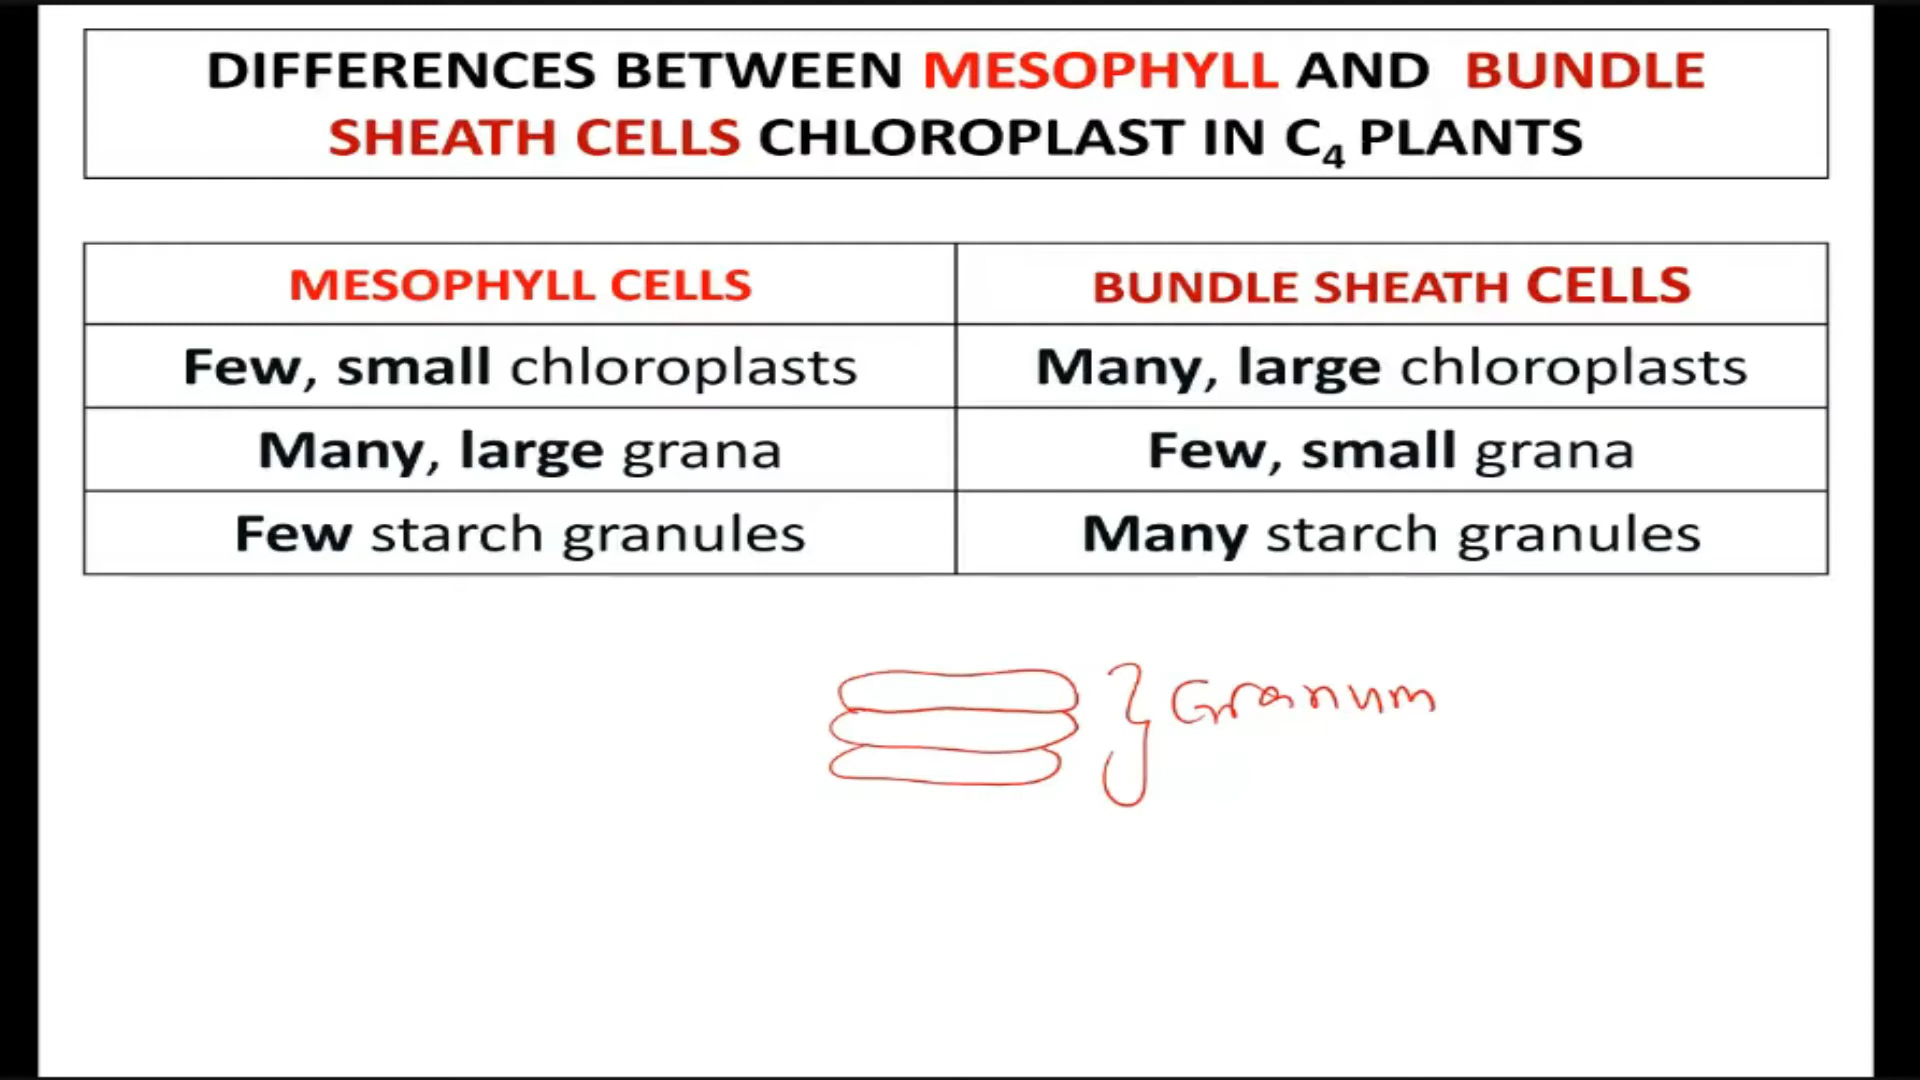 DIFFERENCES BETWEEN MESOPHYLL AND BUNDLE
SHEATH CELLS CHLOROPLAST IN C₄ PLANTS
MESOPHYLL CELLS
BUNDLE SHEATH CELLS
Few, small chloroplasts
Many, large chloroplasts
Many, large grana
Few, small grana
Few starch granules
Many starch granules
Granum